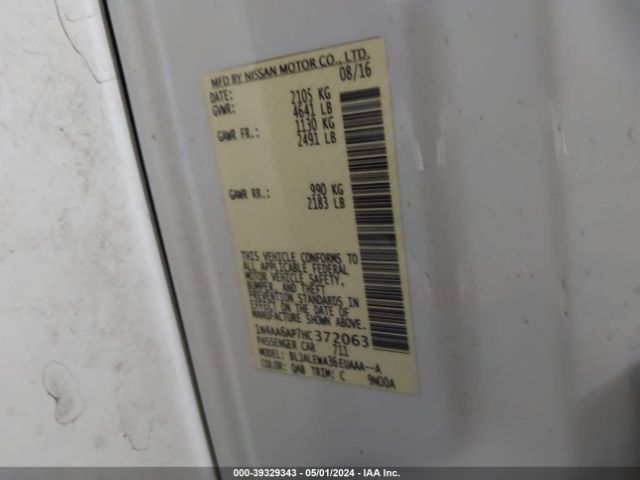 MFD BY NISSAN MOTOR CO., LTD.
DATE: 08/16
GVWR: 2105 KG
4641 LB
GAWR FR.: 1130 KG
2491 LB
GAWR RR.: 990 KG
2183 LB
THIS VEHICLE CONFORMS TO
ALL APPLICABLE FEDERAL
MOTOR VEHICLE SAFETY,
BUMPER, AND THEFT
PREVENTION STANDARDS IN
EFFECT ON THE DATE OF
MANUFACTURE SHOWN ABOVE.
1N4AA6AP7HC372063
PASSENGER CAR 711
MODEL: BLJALEWA36EUAAA--A
COLOR: QAB TRIM: C 9N00A
000-39329343 - 05/01/2024 - IAA Inc.